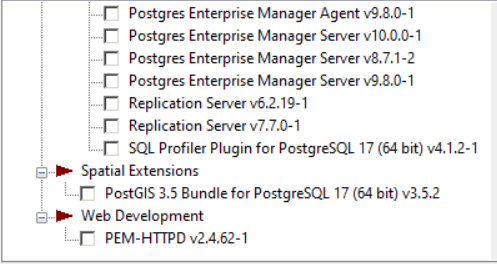 Postgres Enterprise Manager Agent v9.8.0-1
Postgres Enterprise Manager Server v10.0.0-1
Postgres Enterprise Manager Server v8.7.1-2
Postgres Enterprise Manager Server v9.8.0-1
Replication Server v6.2.19-1
Replication Server v7.7.0-1
SQL Profiler Plugin for PostgreSQL 17 (64 bit) v4.1.2-1
Spatial Extensions
PostGIS 3.5 Bundle for PostgreSQL 17 (64 bit) v3.5.2
Web Development
PEM-HTTPD v2.4.62-1